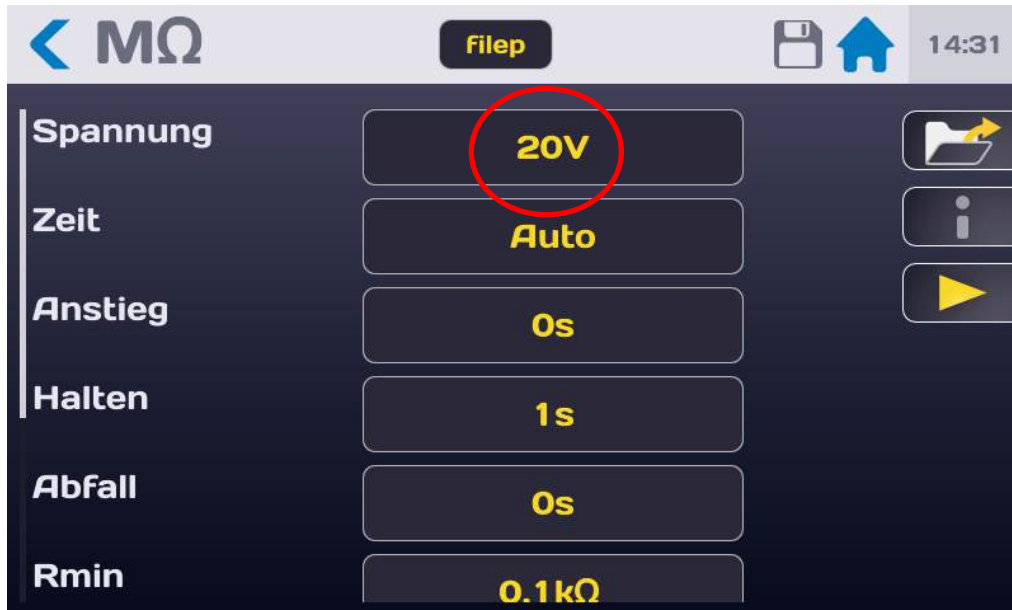 MΩ filep 14:31
Spannung 20V
Zeit Auto
Anstieg 0s
Halten 1s
Abfall 0s
Rmin 0.1kΩ